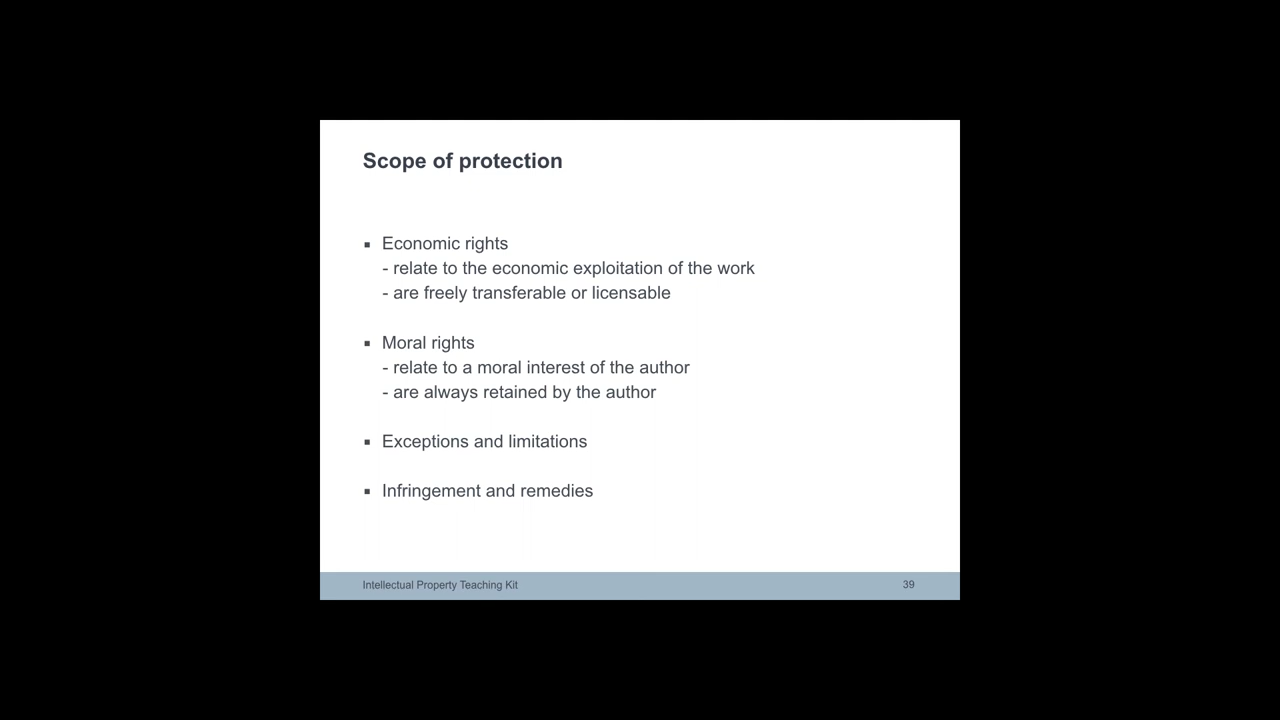 Scope of protection
▪ Economic rights
- relate to the economic exploitation of the work
- are freely transferable or licensable
▪ Moral rights
- relate to a moral interest of the author
- are always retained by the author
▪ Exceptions and limitations
▪ Infringement and remedies
Intellectual Property Teaching Kit 39